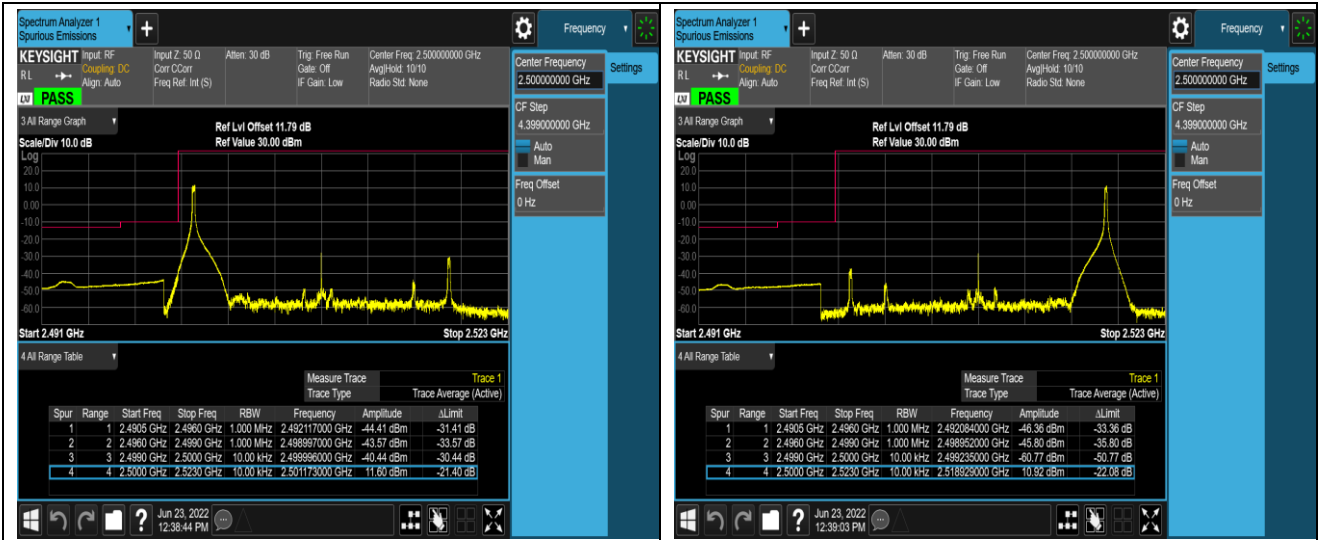 Spectrum Analyzer 1
Spurious Emissions
+
Frequency
KEYSIGHT Input: RF
Coupling: DC
Align: Auto
R L
Input Z: 50 Ω
Corr CCorr
Freq Ref: Int (S)
Atten: 30 dB
Trig: Free Run
Gate: Off
IF Gain: Low
Center Freq: 2.500000000 GHz
Avg|Hold: 10/10
Radio Std: None
PASS
Center Frequency
2.500000000 GHz
Settings
CF Step
4.399000000 GHz
Auto
Man
Freq Offset
0 Hz
3 All Range Graph
Ref Lvl Offset 11.79 dB
Scale/Div 10.0 dB
Ref Value 30.00 dBm
Log
20.0
10.0
0.00
-10.0
-20.0
-30.0
-40.0
-50.0
-60.0
Start 2.491 GHz
Stop 2.523 GHz
4 All Range Table
Measure Trace Trace 1
Trace Type Trace Average (Active)
Spur Range Start Freq Stop Freq RBW Frequency Amplitude ΔLimit
1 1 2.4905 GHz 2.4960 GHz 1.000 MHz 2.492117000 GHz -44.41 dBm -31.41 dB
2 2 2.4960 GHz 2.4990 GHz 1.000 MHz 2.498997000 GHz -43.57 dBm -33.57 dB
3 3 2.4990 GHz 2.5000 GHz 10.00 kHz 2.499996000 GHz -40.44 dBm -30.44 dB
4 4 2.5000 GHz 2.5230 GHz 10.00 kHz 2.501173000 GHz 11.60 dBm -21.40 dB
?
Jun 23, 2022
12:38:44 PM
Spectrum Analyzer 1
Spurious Emissions
+
Frequency
KEYSIGHT Input: RF
Coupling: DC
Align: Auto
R L
Input Z: 50 Ω
Corr CCorr
Freq Ref: Int (S)
Atten: 30 dB
Trig: Free Run
Gate: Off
IF Gain: Low
Center Freq: 2.500000000 GHz
Avg|Hold: 10/10
Radio Std: None
PASS
Center Frequency
2.500000000 GHz
Settings
CF Step
4.399000000 GHz
Auto
Man
Freq Offset
0 Hz
3 All Range Graph
Ref Lvl Offset 11.79 dB
Scale/Div 10.0 dB
Ref Value 30.00 dBm
Log
20.0
10.0
0.00
-10.0
-20.0
-30.0
-40.0
-50.0
-60.0
Start 2.491 GHz
Stop 2.523 GHz
4 All Range Table
Measure Trace Trace 1
Trace Type Trace Average (Active)
Spur Range Start Freq Stop Freq RBW Frequency Amplitude ΔLimit
1 1 2.4905 GHz 2.4960 GHz 1.000 MHz 2.492084000 GHz -46.36 dBm -33.36 dB
2 2 2.4960 GHz 2.4990 GHz 1.000 MHz 2.498952000 GHz -45.80 dBm -35.80 dB
3 3 2.4990 GHz 2.5000 GHz 10.00 kHz 2.499235000 GHz -60.77 dBm -50.77 dB
4 4 2.5000 GHz 2.5230 GHz 10.00 kHz 2.518929000 GHz 10.92 dBm -22.08 dB
?
Jun 23, 2022
12:39:03 PM